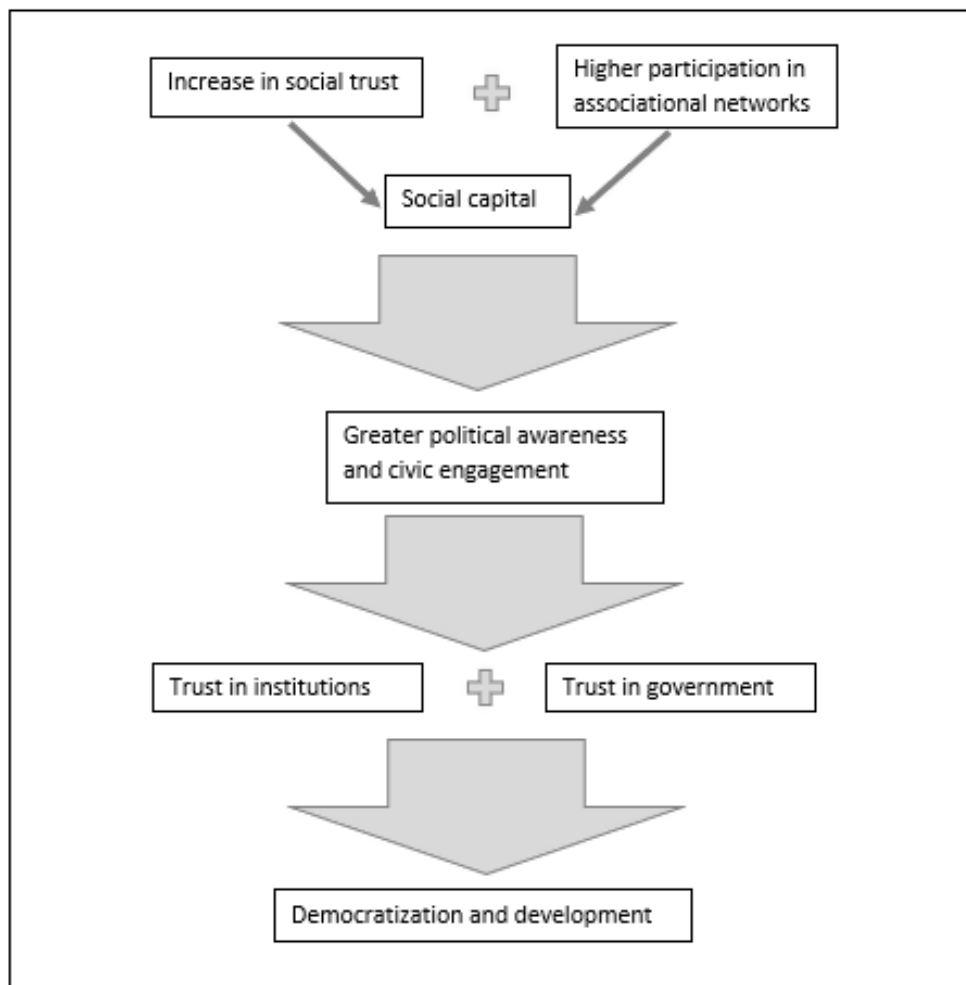 Increase in social trust
Higher participation in
associational networks
Social capital
Greater political awareness
and civic engagement
Trust in institutions
Trust in government
Democratization and development